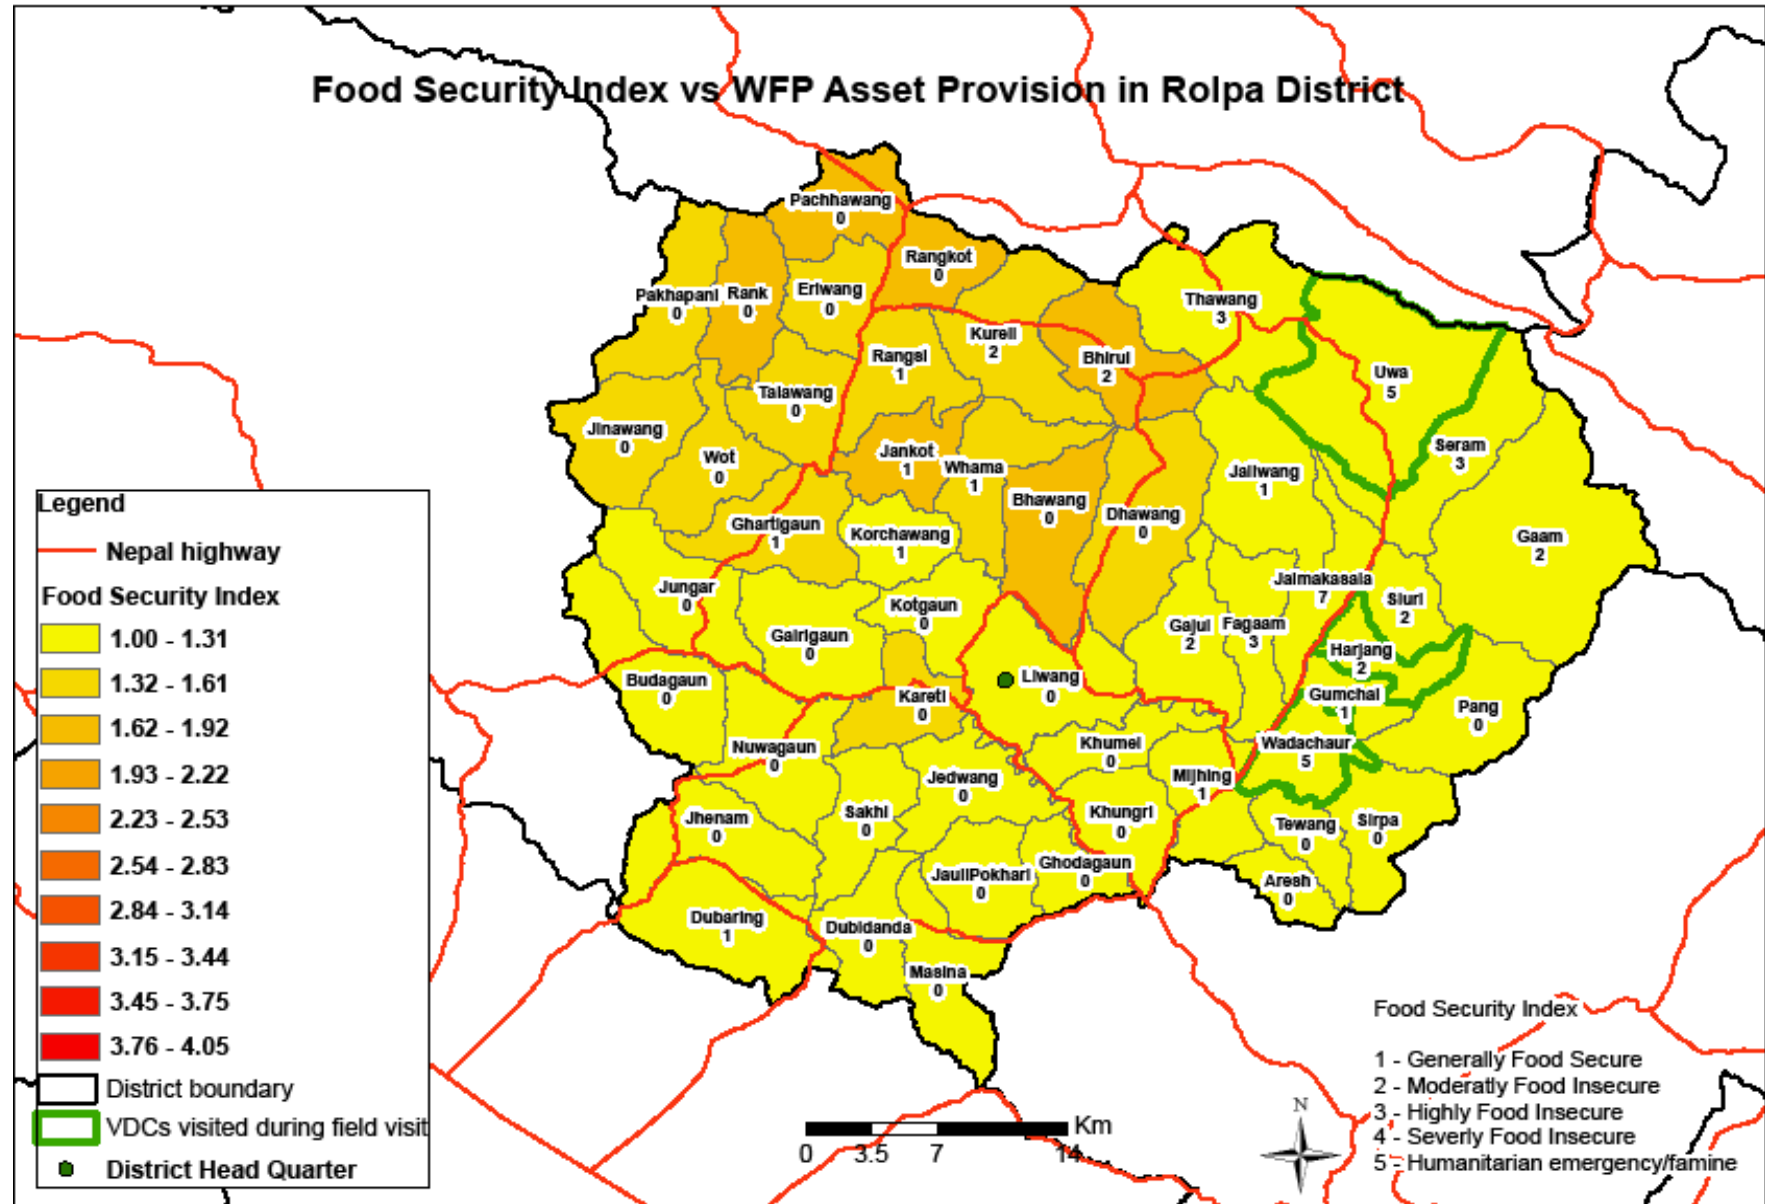 Food Security Index vs WFP Asset Provision in Rolpa District
Pachhawang
0
Rangkot
0
Pakhapani
0
Rank
0
Eriwang
0
Thawang
3
Kureli
2
Rangsi
1
Bhirul
2
Uwa
5
Talawang
0
Jinawang
0
Wot
0
Jankot
1
Whama
1
Jailwang
1
Seram
3
Bhawang
0
Dhawang
0
Ghartigaun
1
Korchawang
1
Gaam
2
Jungar
0
Kotgaun
0
Jaimakasala
7
Siuri
2
Gairigaun
0
Gajul
2
Fagaam
3
Harjang
2
Budagaun
0
Liwang
0
Kareti
0
Gumchal
1
Pang
0
Nuwagaun
0
Khumel
0
Wadachaur
5
Jedwang
0
Mijhing
1
Jhenam
0
Sakhi
0
Khungri
0
Tewang
0
Sirpa
0
JauliPokhari
0
Ghodagaun
0
Aresh
0
Dubaring
1
Dubidanda
0
Masina
0
Legend
Nepal highway
Food Security Index
1.00 - 1.31
1.32 - 1.61
1.62 - 1.92
1.93 - 2.22
2.23 - 2.53
2.54 - 2.83
2.84 - 3.14
3.15 - 3.44
3.45 - 3.75
3.76 - 4.05
District boundary
VDCs visited during field visit
District Head Quarter
Km
0 3.5 7 14
N
Food Security Index
1 - Generally Food Secure
2 - Moderatly Food Insecure
3 - Highly Food Insecure
4 - Severly Food Insecure
5 - Humanitarian emergency/famine